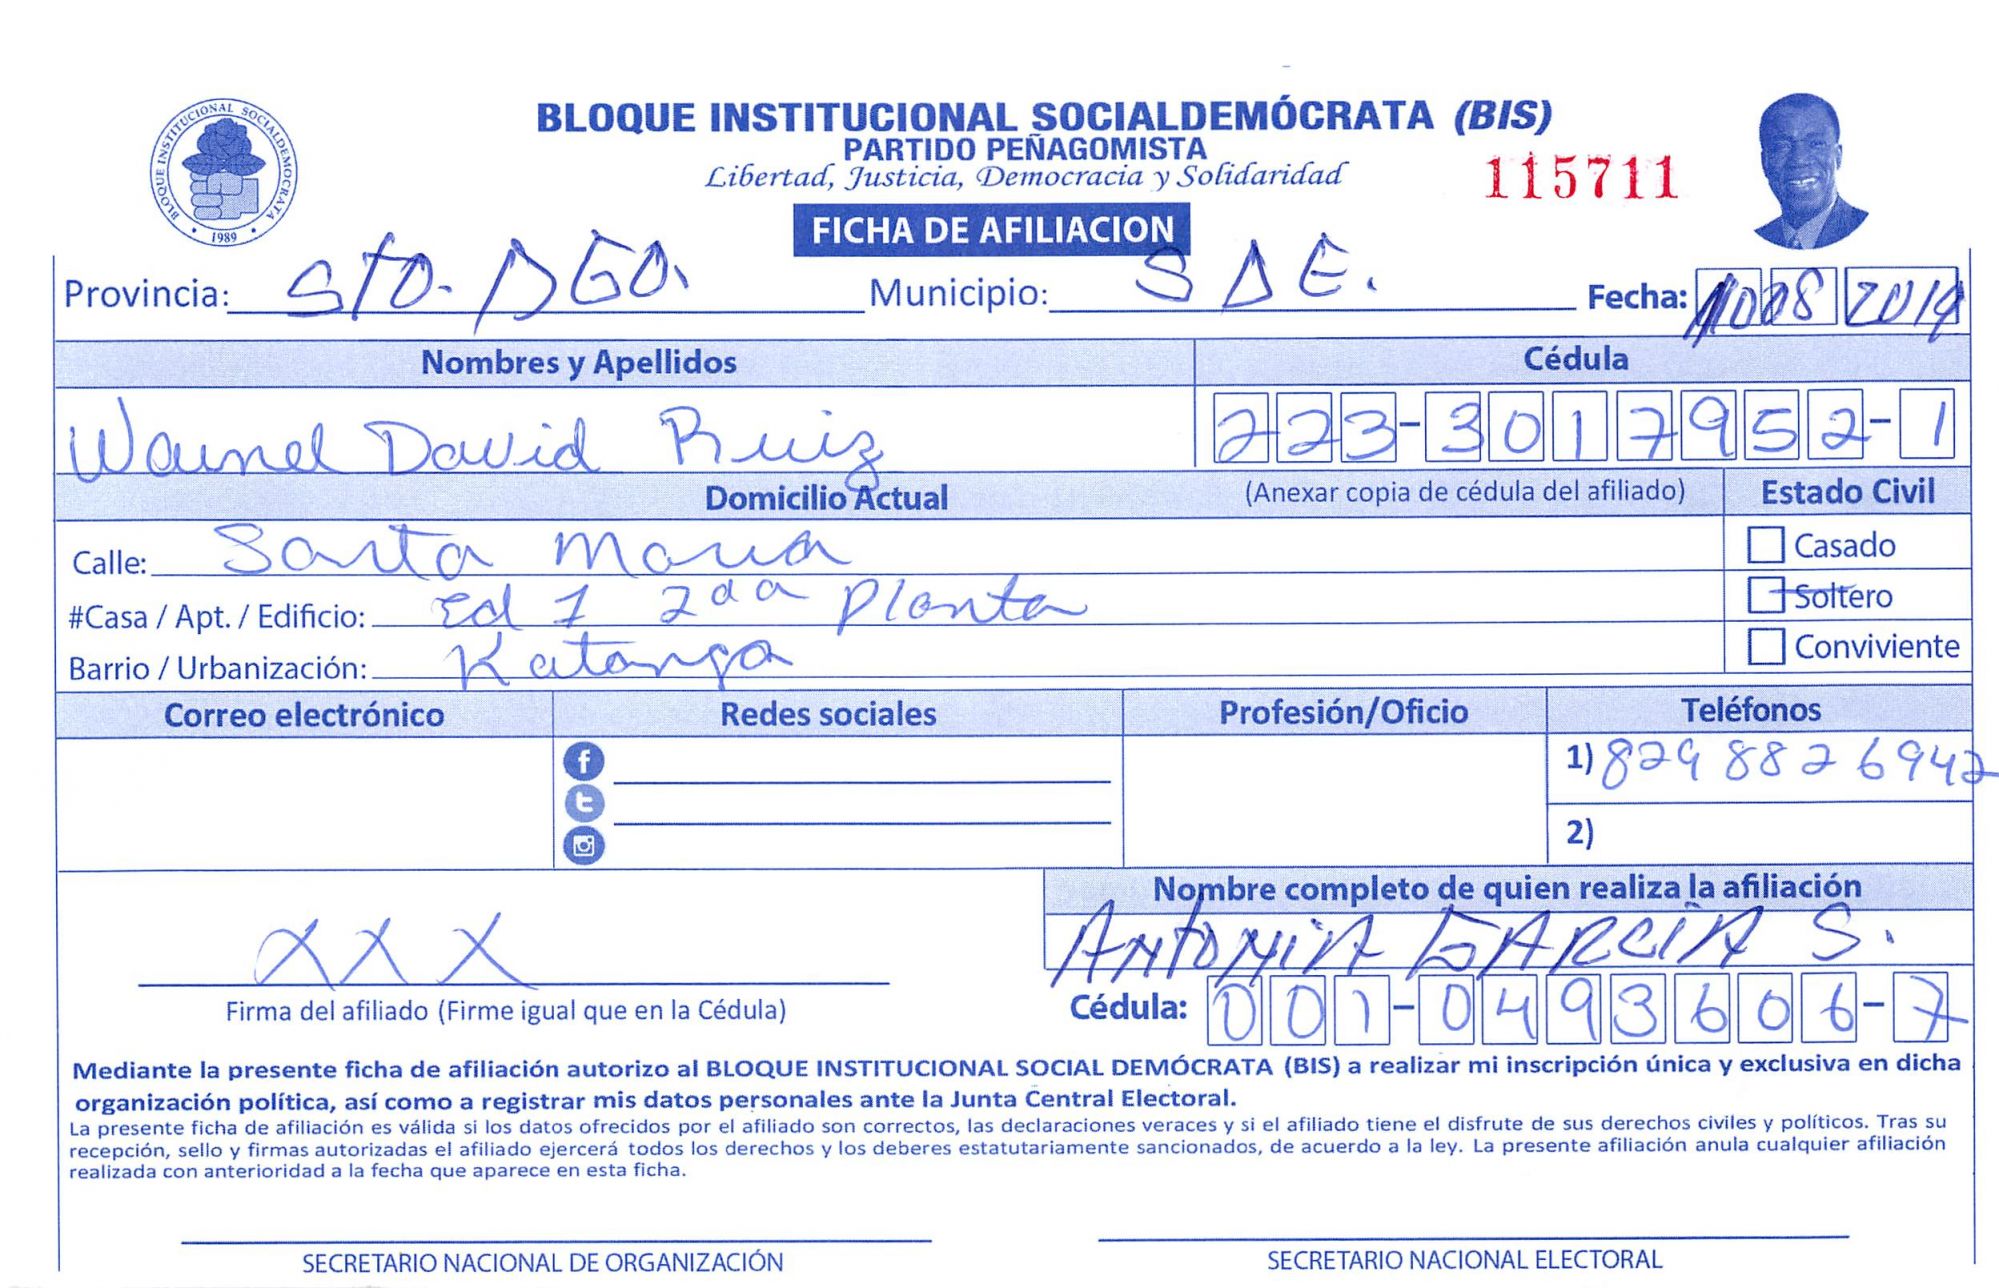 BLOQUE INSTITUCIONAL SOCIALDEMÓCRATA (BIS)
PARTIDO PEÑAGOMISTA
Libertad, Justicia, Democracia y Solidaridad
115711
BLOQUE INSTITUCIONAL SOCIALDEMOCRATA
1989
FICHA DE AFILIACION
Provincia: STO. DGO. Municipio: S D E. Fecha: 08 2019
Nombres y Apellidos Cédula
David Ruiz 223-3017952-1
Domicilio Actual (Anexar copia de cédula del afiliado) Estado Civil
Calle: Santa Maria Casado
#Casa / Apt. / Edificio: Ed 1 2daa Planta Soltero
Barrio / Urbanización: Katanga Conviviente
Correo electrónico Redes sociales Profesión/Oficio Teléfonos
1) 829 882 6942
2)
Nombre completo de quien realiza la afiliación
XXX ANTONIA GARCIA S.
Firma del afiliado (Firme igual que en la Cédula) Cédula: 001-0493606-7
Mediante la presente ficha de afiliación autorizo al BLOQUE INSTITUCIONAL SOCIAL DEMÓCRATA (BIS) a realizar mi inscripción única y exclusiva en dicha
organización política, así como a registrar mis datos personales ante la Junta Central Electoral.
La presente ficha de afiliación es válida si los datos ofrecidos por el afiliado son correctos, las declaraciones veraces y si el afiliado tiene el disfrute de sus derechos civiles y políticos. Tras su
recepción, sello y firmas autorizadas el afiliado ejercerá todos los derechos y los deberes estatutariamente sancionados, de acuerdo a la ley. La presente afiliación anula cualquier afiliación
realizada con anterioridad a la fecha que aparece en esta ficha.
SECRETARIO NACIONAL DE ORGANIZACIÓN SECRETARIO NACIONAL ELECTORAL